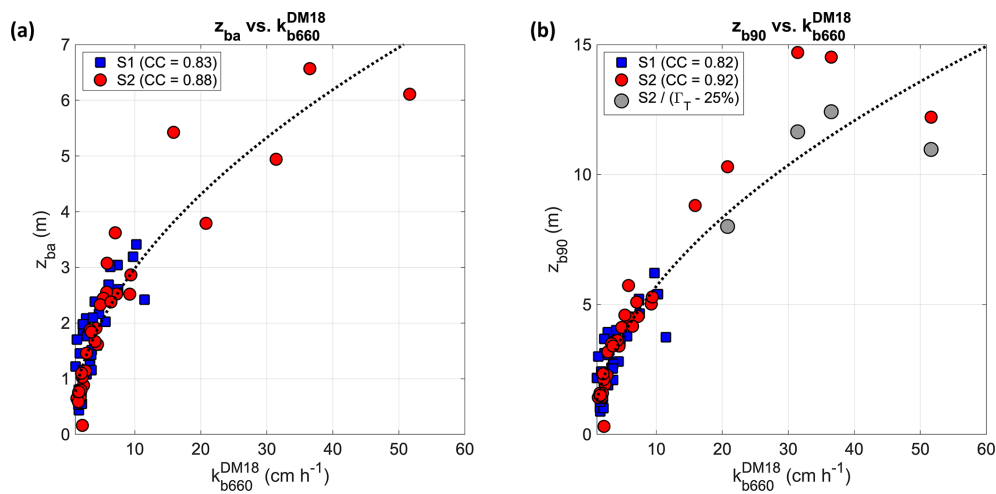 (a)
z_ba vs. k_b660^DM18
7
6
5
4
3
2
1
0
z_ba (m)
S1 (CC = 0.83)
S2 (CC = 0.88)
10 20 30 40 50 60
k_b660^DM18 (cm h^-1)
(b)
z_b90 vs. k_b660^DM18
15
10
5
0
z_b90 (m)
S1 (CC = 0.82)
S2 (CC = 0.92)
S2 / (Γ_T - 25%)
10 20 30 40 50 60
k_b660^DM18 (cm h^-1)